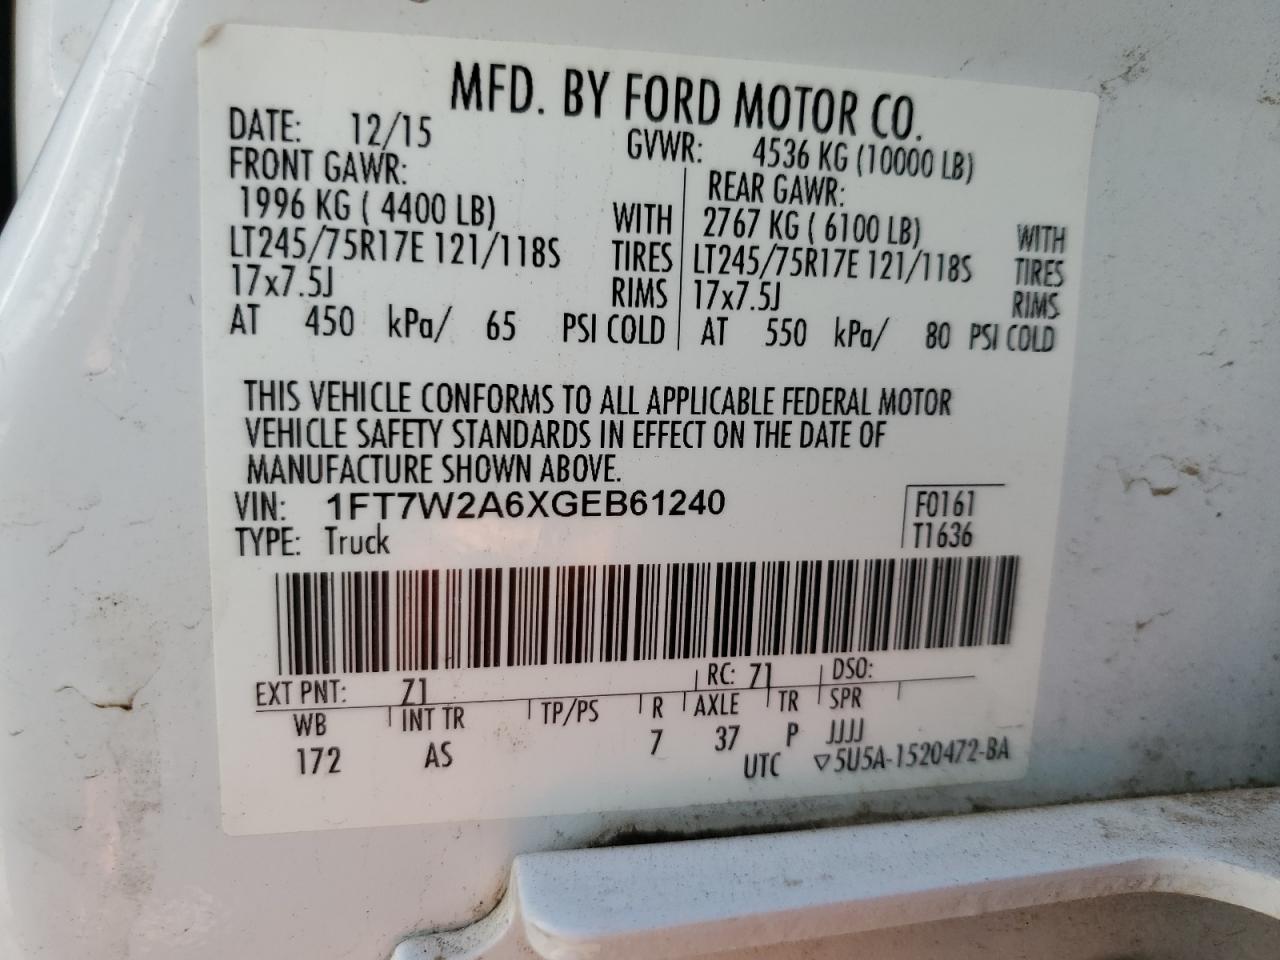 MFD. BY FORD MOTOR CO.
DATE: 12/15 GVWR: 4536 KG (10000 LB)
FRONT GAWR: REAR GAWR:
1996 KG ( 4400 LB) WITH 2767 KG ( 6100 LB) WITH
LT245/75R17E 121/118S TIRES LT245/75R17E 121/118S TIRES
17x7.5J RIMS 17x7.5J RIMS
AT 450 kPa/ 65 PSI COLD AT 550 kPa/ 80 PSI COLD
THIS VEHICLE CONFORMS TO ALL APPLICABLE FEDERAL MOTOR
VEHICLE SAFETY STANDARDS IN EFFECT ON THE DATE OF
MANUFACTURE SHOWN ABOVE.
VIN: 1FT7W2A6XGEB61240 F0161
TYPE: Truck T1636
EXT PNT: Z1 RC: 71 DSO:
WB INT TR TP/PS R AXLE TR SPR
172 AS 7 37 P JJJJ
UTC ▽5U5A-1520472-BA